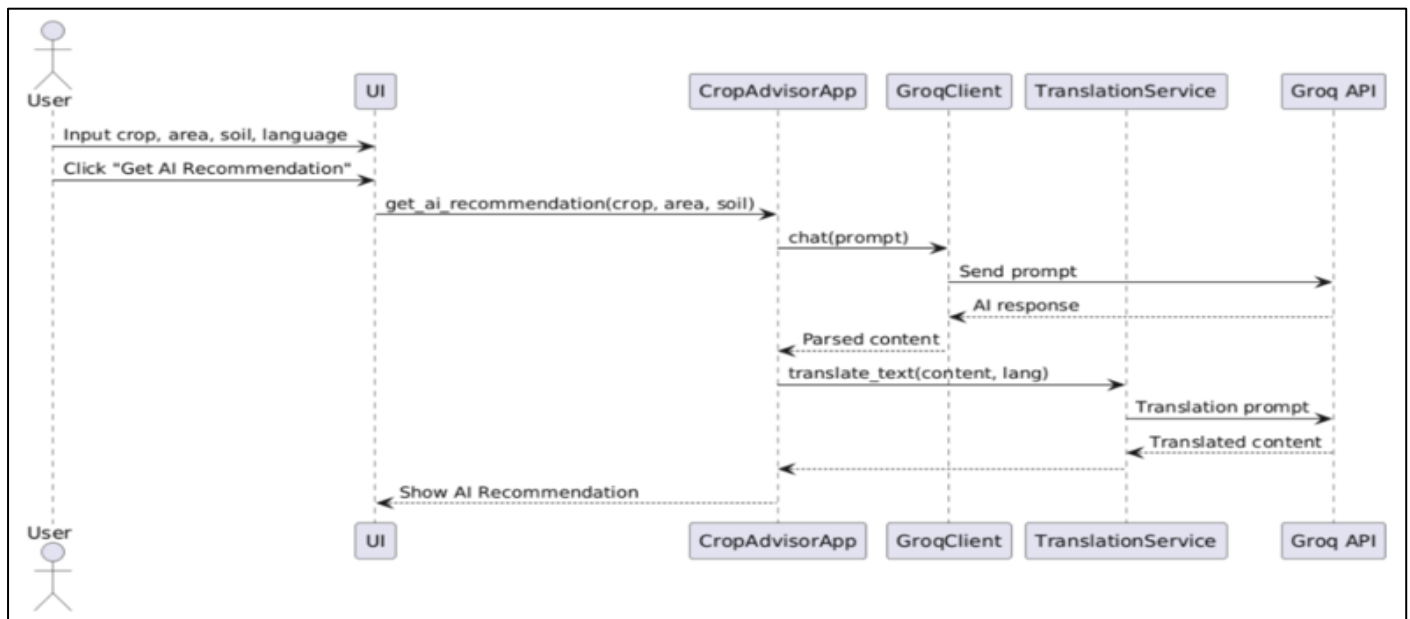 User
UI
CropAdvisorApp
GroqClient
TranslationService
Groq API
Input crop, area, soil, language
Click "Get AI Recommendation"
get_ai_recommendation(crop, area, soil)
chat(prompt)
Send prompt
AI response
Parsed content
translate_text(content, lang)
Translation prompt
Translated content
Show AI Recommendation
User
UI
CropAdvisorApp
GroqClient
TranslationService
Groq API